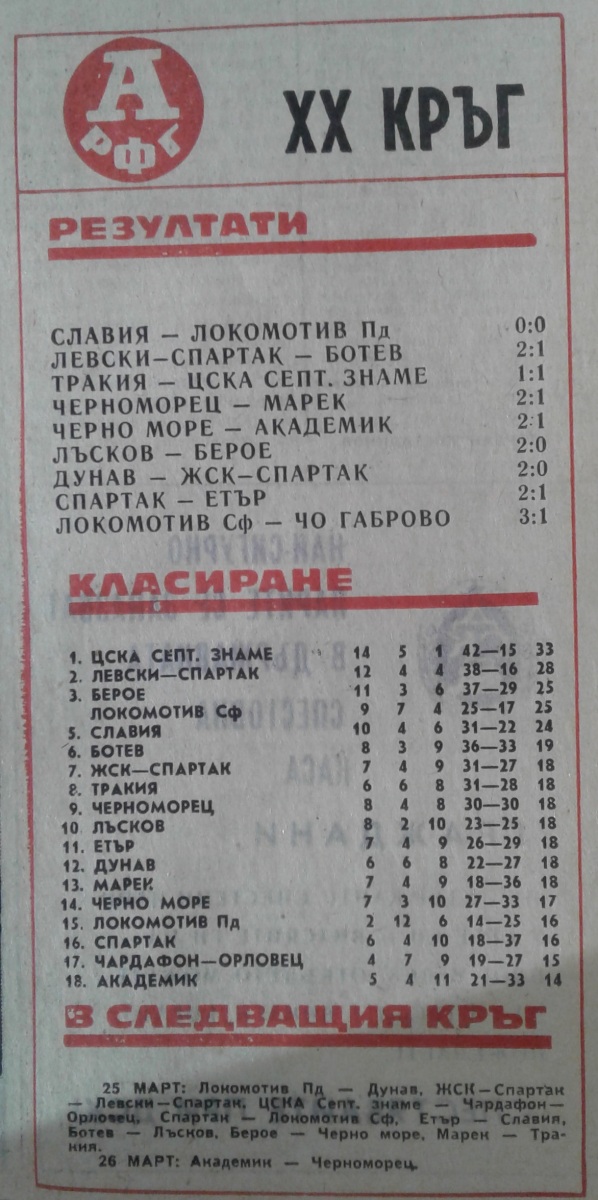 А
РФГ
XX КРЪГ
РЕЗУЛТАТИ
СЛАВИЯ — ЛОКОМОТИВ Пд 0:0
ЛЕВСКИ—СПАРТАК — БОТЕВ 2:1
ТРАКИЯ — ЦСКА СЕПТ. ЗНАМЕ 1:1
ЧЕРНОМОРЕЦ — МАРЕК 2:1
ЧЕРНО МОРЕ — АКАДЕМИК 2:1
ЛЪСКОВ — БЕРОЕ 2:0
ДУНАВ — ЖСК—СПАРТАК 2:0
СПАРТАК — ЕТЪР 2:1
ЛОКОМОТИВ Сф — ЧО ГАБРОВО 3:1
КЛАСИРАНЕ
1. ЦСКА СЕПТ. ЗНАМЕ 14 5 1 42—15 33
2. ЛЕВСКИ—СПАРТАК 12 4 4 38—16 28
3. БЕРОЕ 11 3 6 37—29 25
ЛОКОМОТИВ Сф 9 7 4 25—17 25
5. СЛАВИЯ 10 4 6 31—22 24
6. БОТЕВ 8 3 9 36—33 19
7. ЖСК—СПАРТАК 7 4 9 31—27 18
8. ТРАКИЯ 6 6 8 31—28 18
9. ЧЕРНОМОРЕЦ 8 4 8 30—30 18
10. ЛЪСКОВ 8 2 10 23—25 18
11. ЕТЪР 7 4 9 26—29 18
12. ДУНАВ 6 6 8 22—27 18
13. МАРЕК 7 4 9 18—36 18
14. ЧЕРНО МОРЕ 7 3 10 27—33 17
15. ЛОКОМОТИВ Пд 2 12 6 14—25 16
16. СПАРТАК 6 4 10 18—37 16
17. ЧАРДАФОН—ОРЛОВЕЦ 4 7 9 19—27 15
18. АКАДЕМИК 5 4 11 21—33 14
В СЛЕДВАЩИЯ КРЪГ
25 МАРТ: Локомотив Пд — Дунав, ЖСК—Спартак
— Левски—Спартак, ЦСКА Септ. знаме — Чардафон—
Орловец, Спартак — Локомотив Сф, Етър — Славия,
Ботев — Лъсков, Берое — Черно море, Марек — Тра-
кия.
26 МАРТ: Академик — Черноморец.